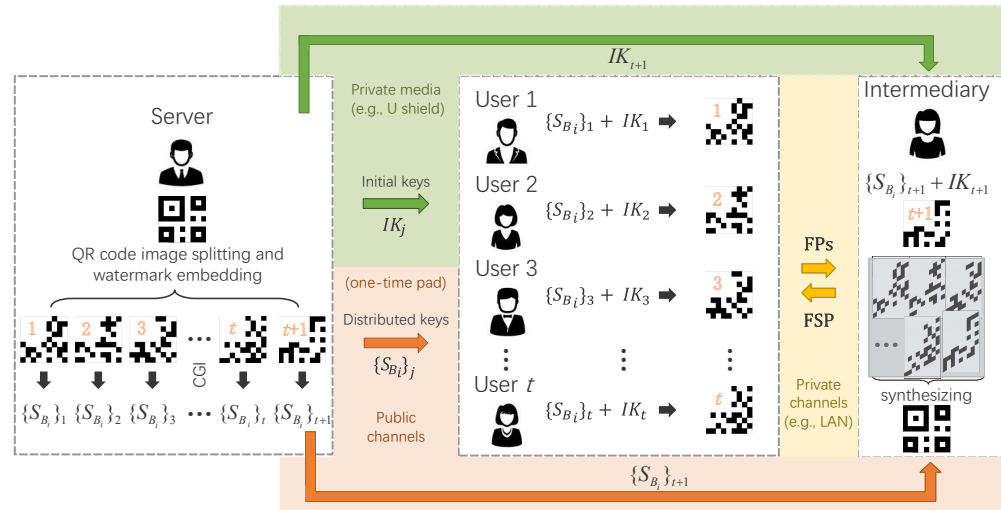 Server
QR code image splitting and
watermark embedding
1 2 3 ... t t+1
CGI
{S_{B_i}}_1 {S_{B_i}}_2 {S_{B_i}}_3 ... {S_{B_i}}_t {S_{B_i}}_{t+1}
IK_{t+1}
Private media
(e.g., U shield)
Initial keys
IK_j
(one-time pad)
Distributed keys
{S_{B_i}}_j
Public
channels
User 1
{S_{B_i}}_1 + IK_1
1
User 2
{S_{B_i}}_2 + IK_2
2
User 3
{S_{B_i}}_3 + IK_3
3
User t
{S_{B_i}}_t + IK_t
t
FPs
FSP
Private
channels
(e.g., LAN)
Intermediary
{S_{B_i}}_{t+1} + IK_{t+1}
t+1
...
synthesizing
{S_{B_i}}_{t+1}